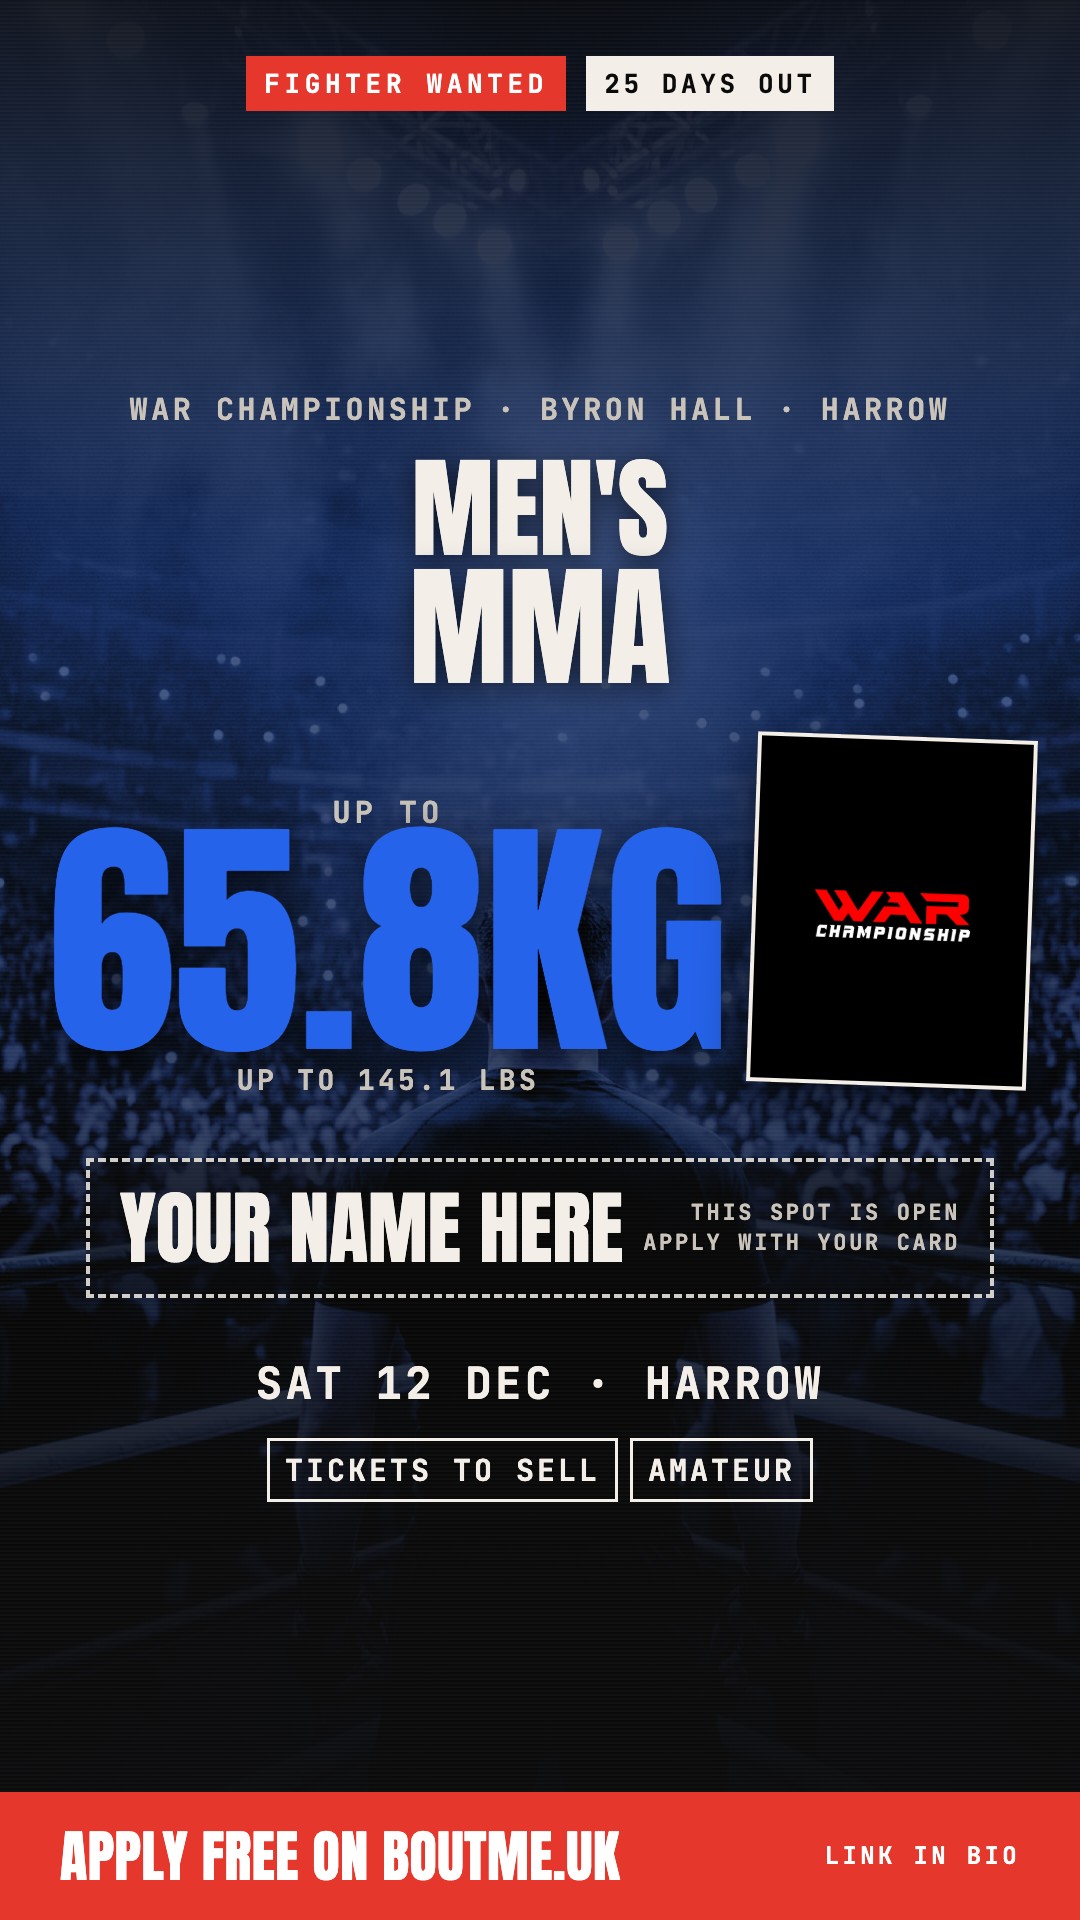 FIGHTER WANTED
25 DAYS OUT
WAR CHAMPIONSHIP · BYRON HALL · HARROW
MEN'S
MMA
UP TO
65.8KG
UP TO 145.1 LBS
WAR
CHAMPIONSHIP
YOUR NAME HERE
THIS SPOT IS OPEN
APPLY WITH YOUR CARD
SAT 12 DEC · HARROW
TICKETS TO SELL
AMATEUR
APPLY FREE ON BOUTME.UK
LINK IN BIO